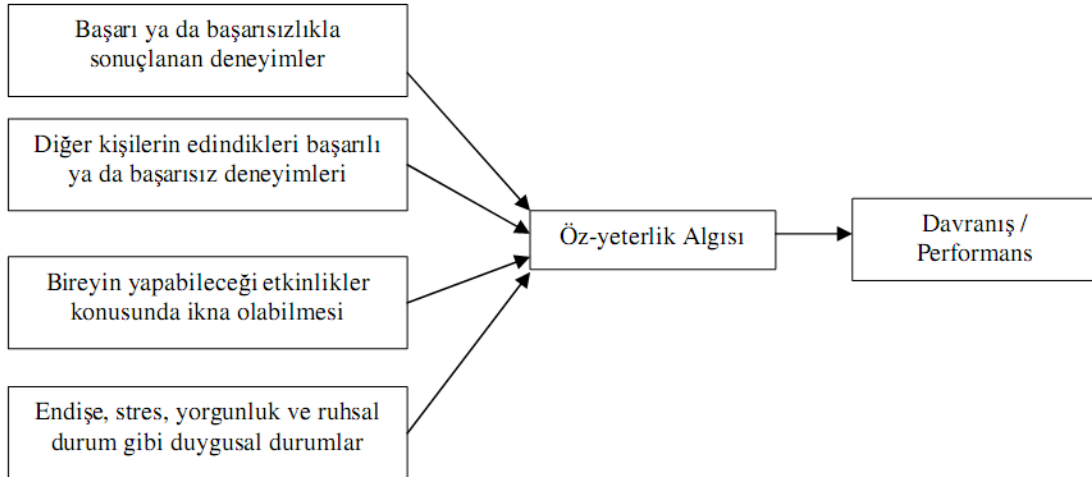 Başarı ya da başarısızlıkla
sonuçlanan deneyimler
Diğer kişilerin edindikleri başarılı
ya da başarısız deneyimleri
Bireyin yapabileceği etkinlikler
konusunda ikna olabilmesi
Endişe, stres, yorgunluk ve ruhsal
durum gibi duygusal durumlar
Öz-yeterlik Algısı
Davranış /
Performans